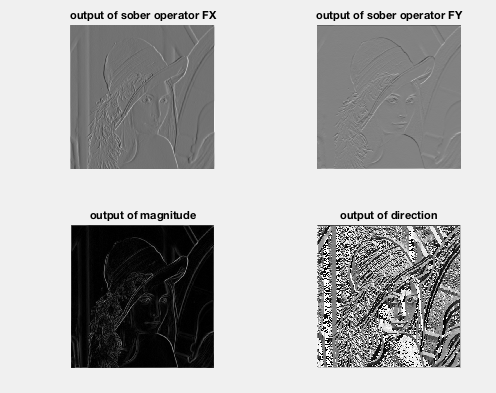 output of sober operator FX
output of sober operator FY
output of magnitude
output of direction